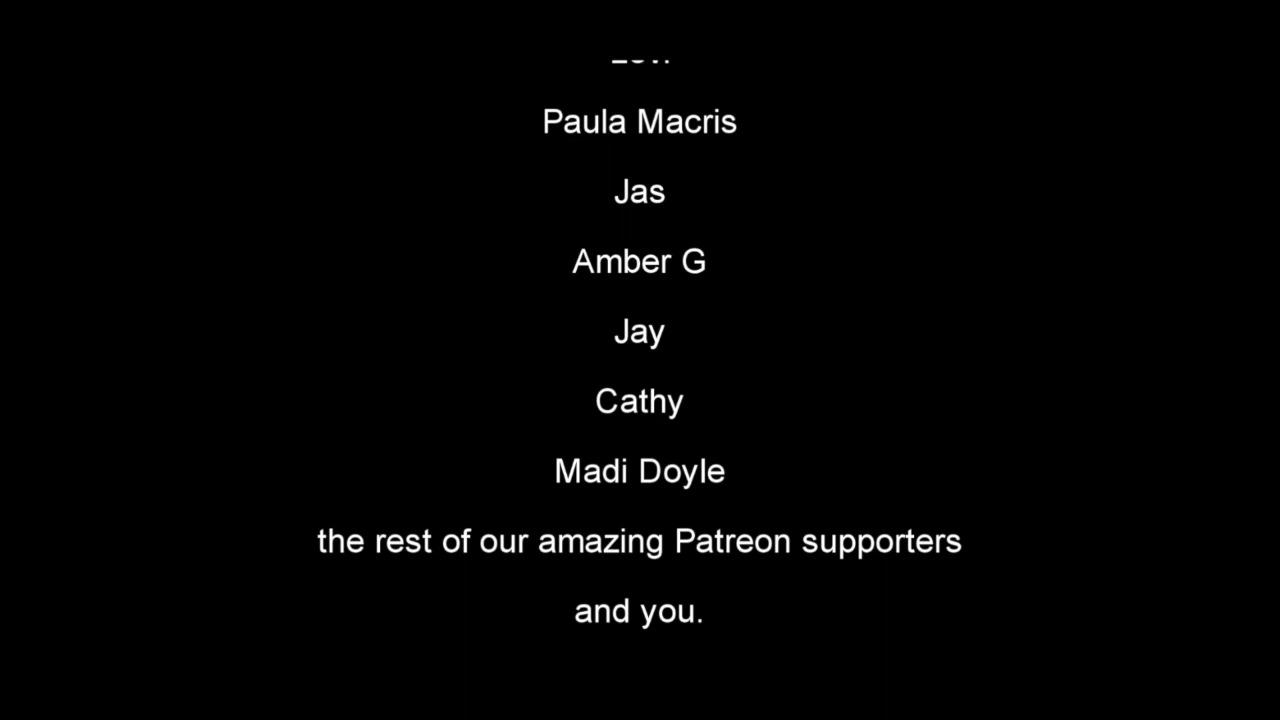 Paula Macris
Jas
Amber G
Jay
Cathy
Madi Doyle
the rest of our amazing Patreon supporters
and you.